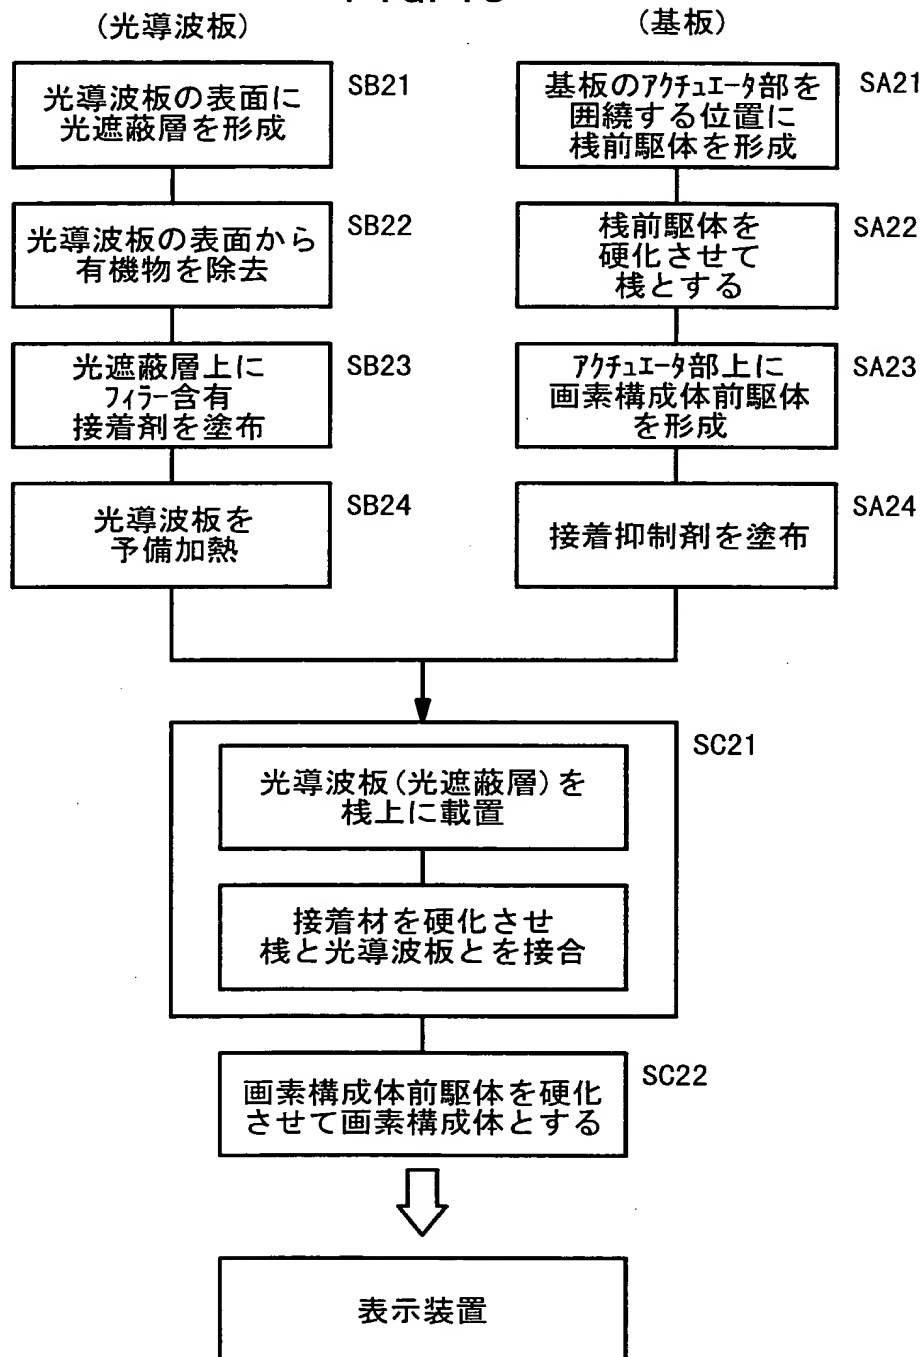 (光導波板)
光導波板の表面に
光遮蔽層を形成
SB21
光導波板の表面から
有機物を除去
SB22
光遮蔽層上に
フィラー含有
接着剤を塗布
SB23
光導波板を
予備加熱
SB24
(基板)
基板のアクチュエータ部を
囲繞する位置に
桟前駆体を形成
SA21
桟前駆体を
硬化させて
桟とする
SA22
アクチュエータ部上に
画素構成体前駆体
を形成
SA23
接着抑制剤を塗布
SA24
SC21
光導波板(光遮蔽層)を
桟上に載置
接着材を硬化させ
桟と光導波板とを接合
画素構成体前駆体を硬化
させて画素構成体とする
SC22
表示装置